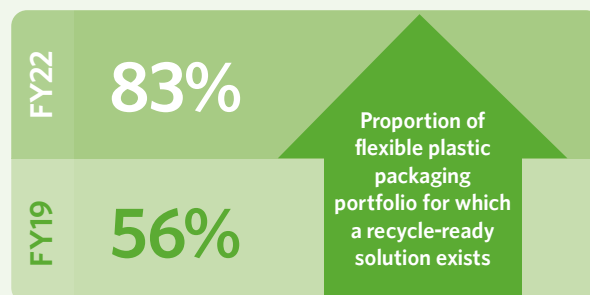 FY22
83%
FY19
56%
Proportion of
flexible plastic
packaging
portfolio for which
a recycle-ready
solution exists